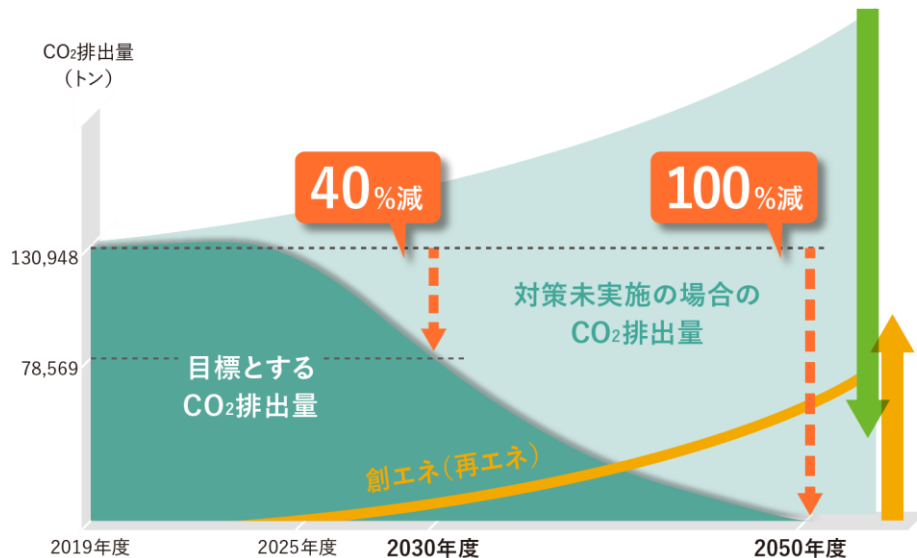 CO₂排出量
（トン）
40%減
100%減
130,948
対策未実施の場合の
CO₂排出量
78,569
目標とする
CO₂排出量
創エネ（再エネ）
2019年度
2025年度
2030年度
2050年度